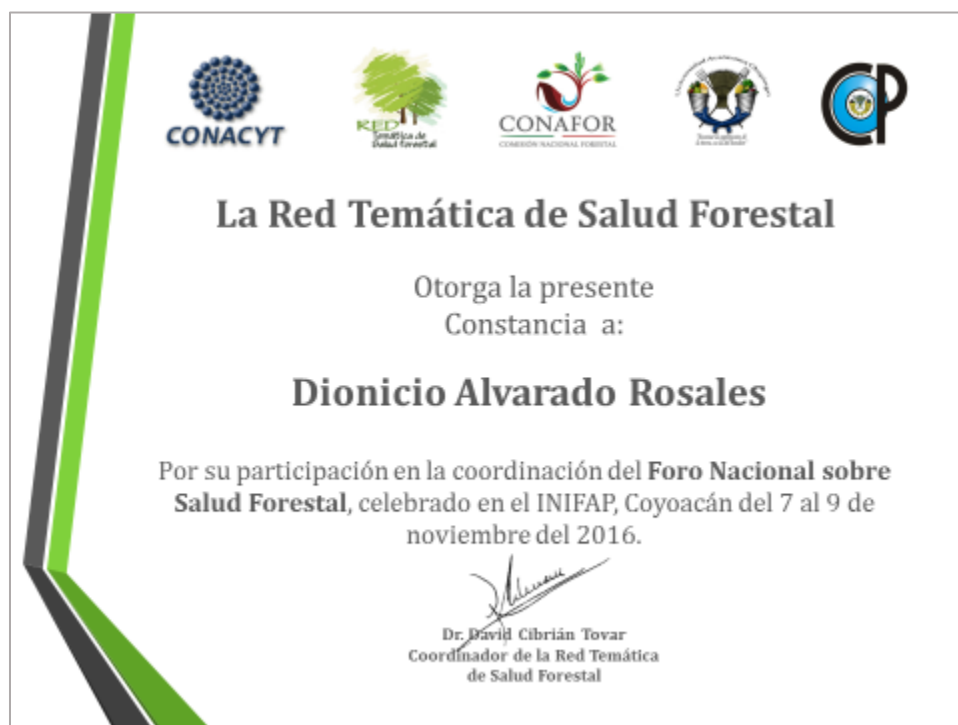 CONACYT
RED
Temática de
Salud Forestal
CONAFOR
COMISIÓN NACIONAL FORESTAL
CP
La Red Temática de Salud Forestal
Otorga la presente
Constancia a:
Dionicio Alvarado Rosales
Por su participación en la coordinación del Foro Nacional sobre
Salud Forestal, celebrado en el INIFAP, Coyoacán del 7 al 9 de
noviembre del 2016.
Dr. David Cibrián Tovar
Coordinador de la Red Temática
de Salud Forestal